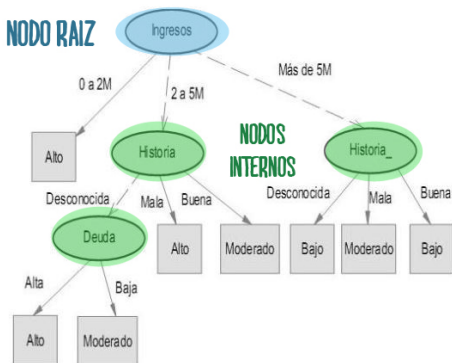 NODO RAIZ
Ingresos
0 a 2M
2 a 5M
Más de 5M
Alto
Historia
NODOS
INTERNOS
Historia_
Desconocida
Mala
Buena
Desconocida
Mala
Buena
Deuda
Alto
Moderado
Bajo
Moderado
Bajo
Alta
Baja
Alto
Moderado